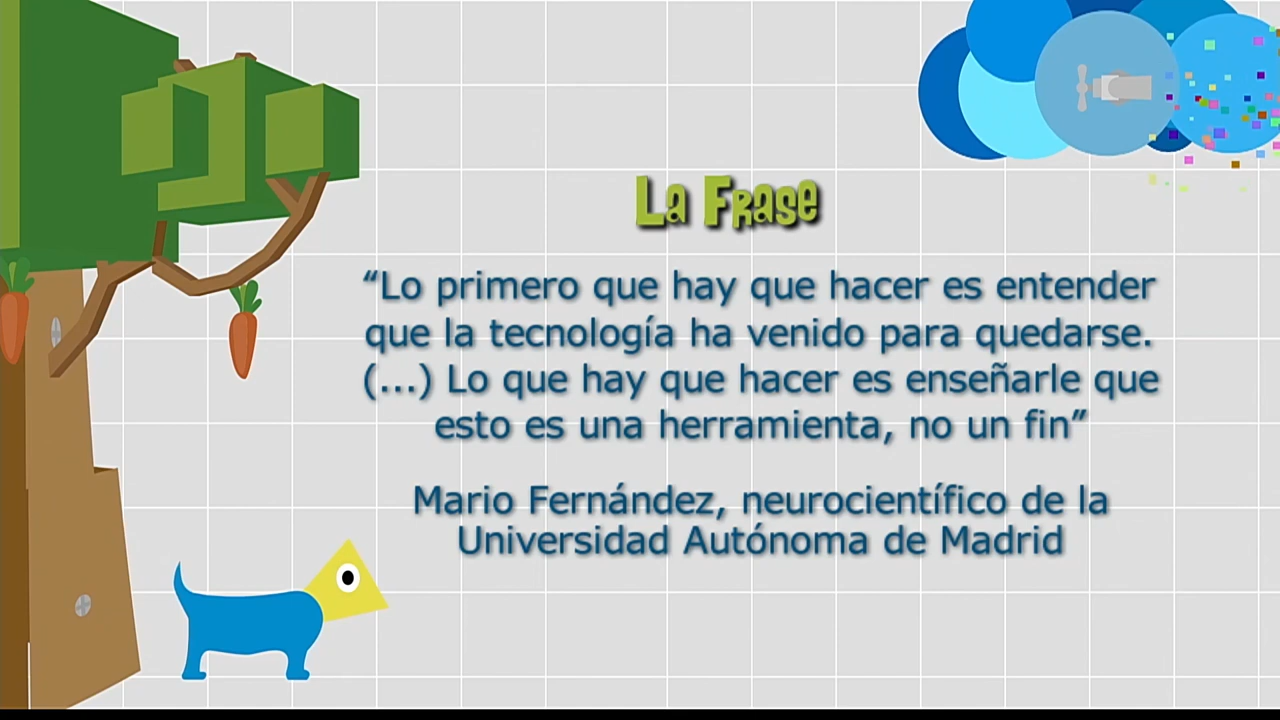 La Frase
“Lo primero que hay que hacer es entender
que la tecnología ha venido para quedarse.
(...) Lo que hay que hacer es enseñarle que
esto es una herramienta, no un fin”
Mario Fernández, neurocientífico de la
Universidad Autónoma de Madrid